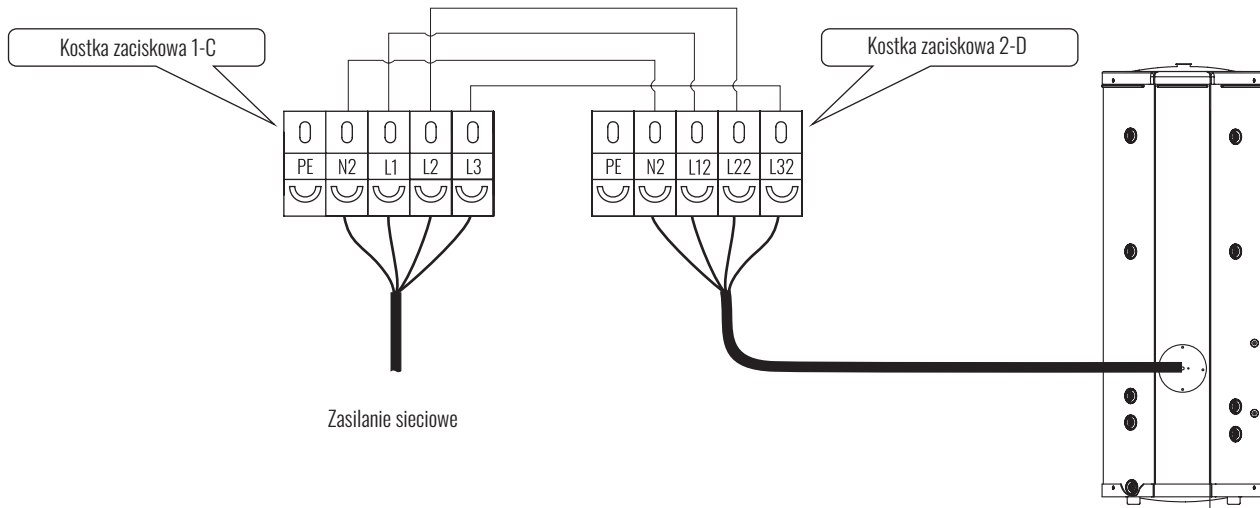 Kostka zaciskowa 1-C
Kostka zaciskowa 2-D
PE N2 L1 L2 L3
PE N2 L12 L22 L32
Zasilanie sieciowe